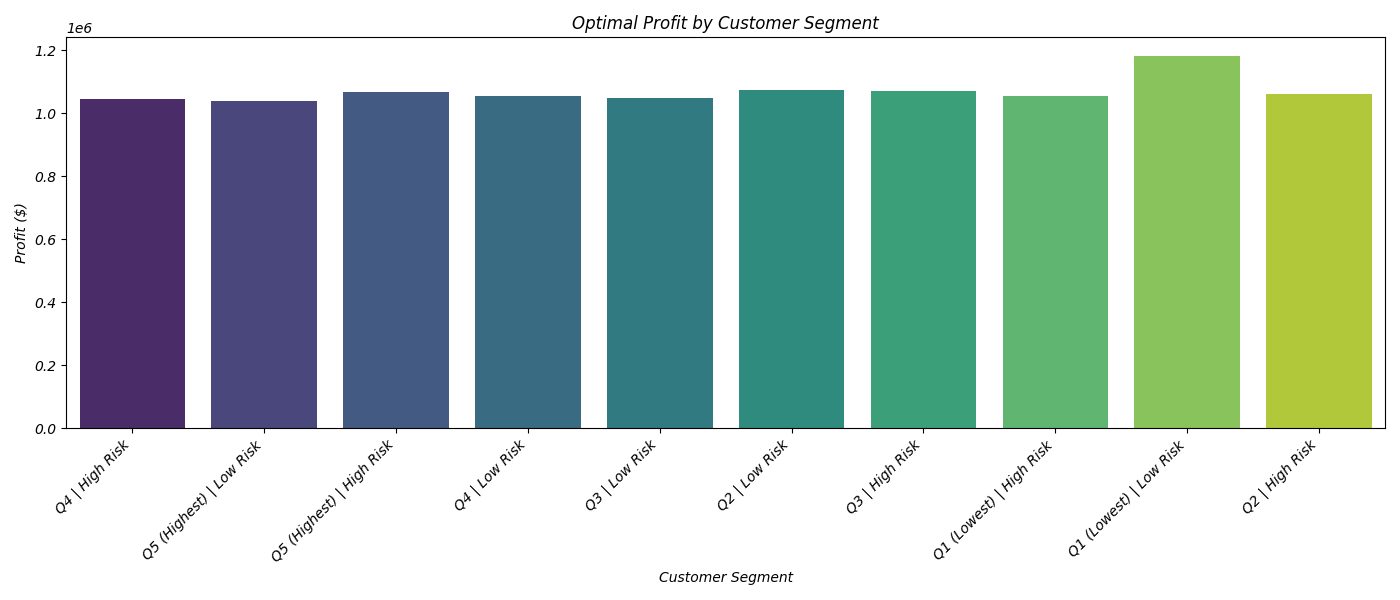 Optimal Profit by Customer Segment
1e6
Profit ($)
1.2
1.0
0.8
0.6
0.4
0.2
0.0
Q4 | High Risk
Q5 (Highest) | Low Risk
Q5 (Highest) | High Risk
Q4 | Low Risk
Q3 | Low Risk
Q2 | Low Risk
Q3 | High Risk
Q1 (Lowest) | High Risk
Q1 (Lowest) | Low Risk
Q2 | High Risk
Customer Segment